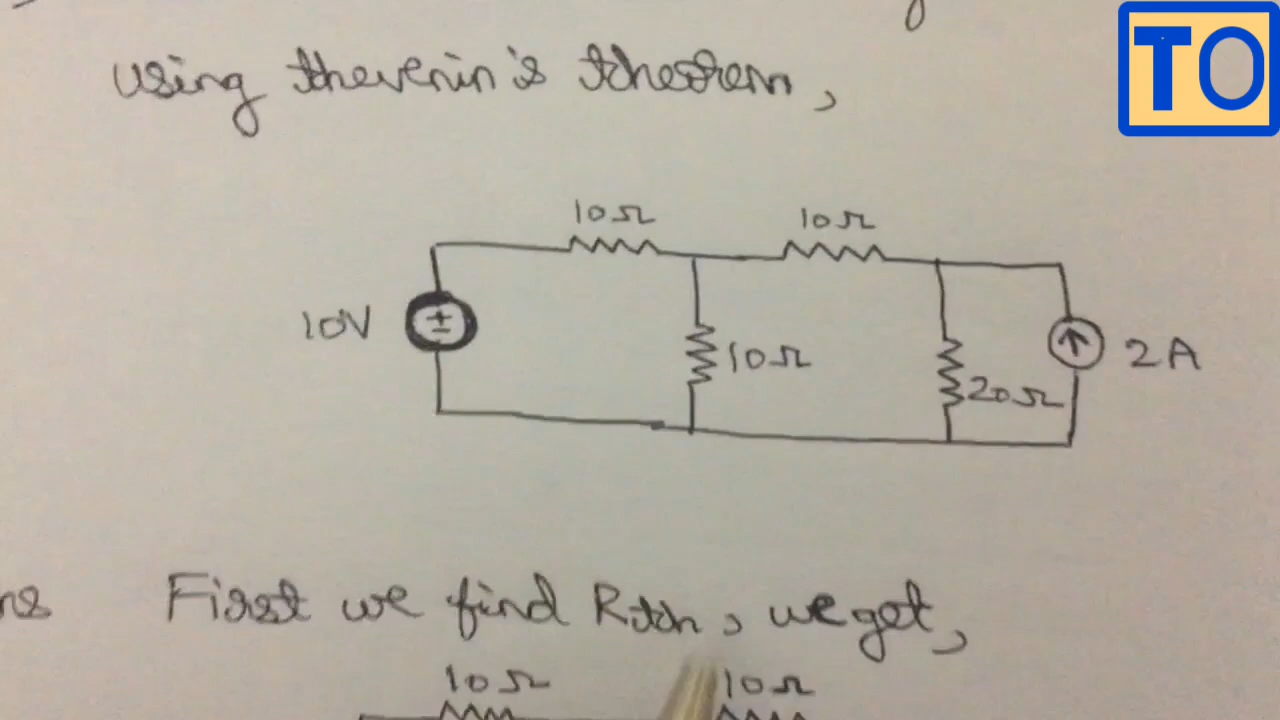 TO
using thevenin's theorem,
10Ω 10Ω
10V 10Ω 20Ω 2A
First we find Rth, we get,
10Ω 10Ω